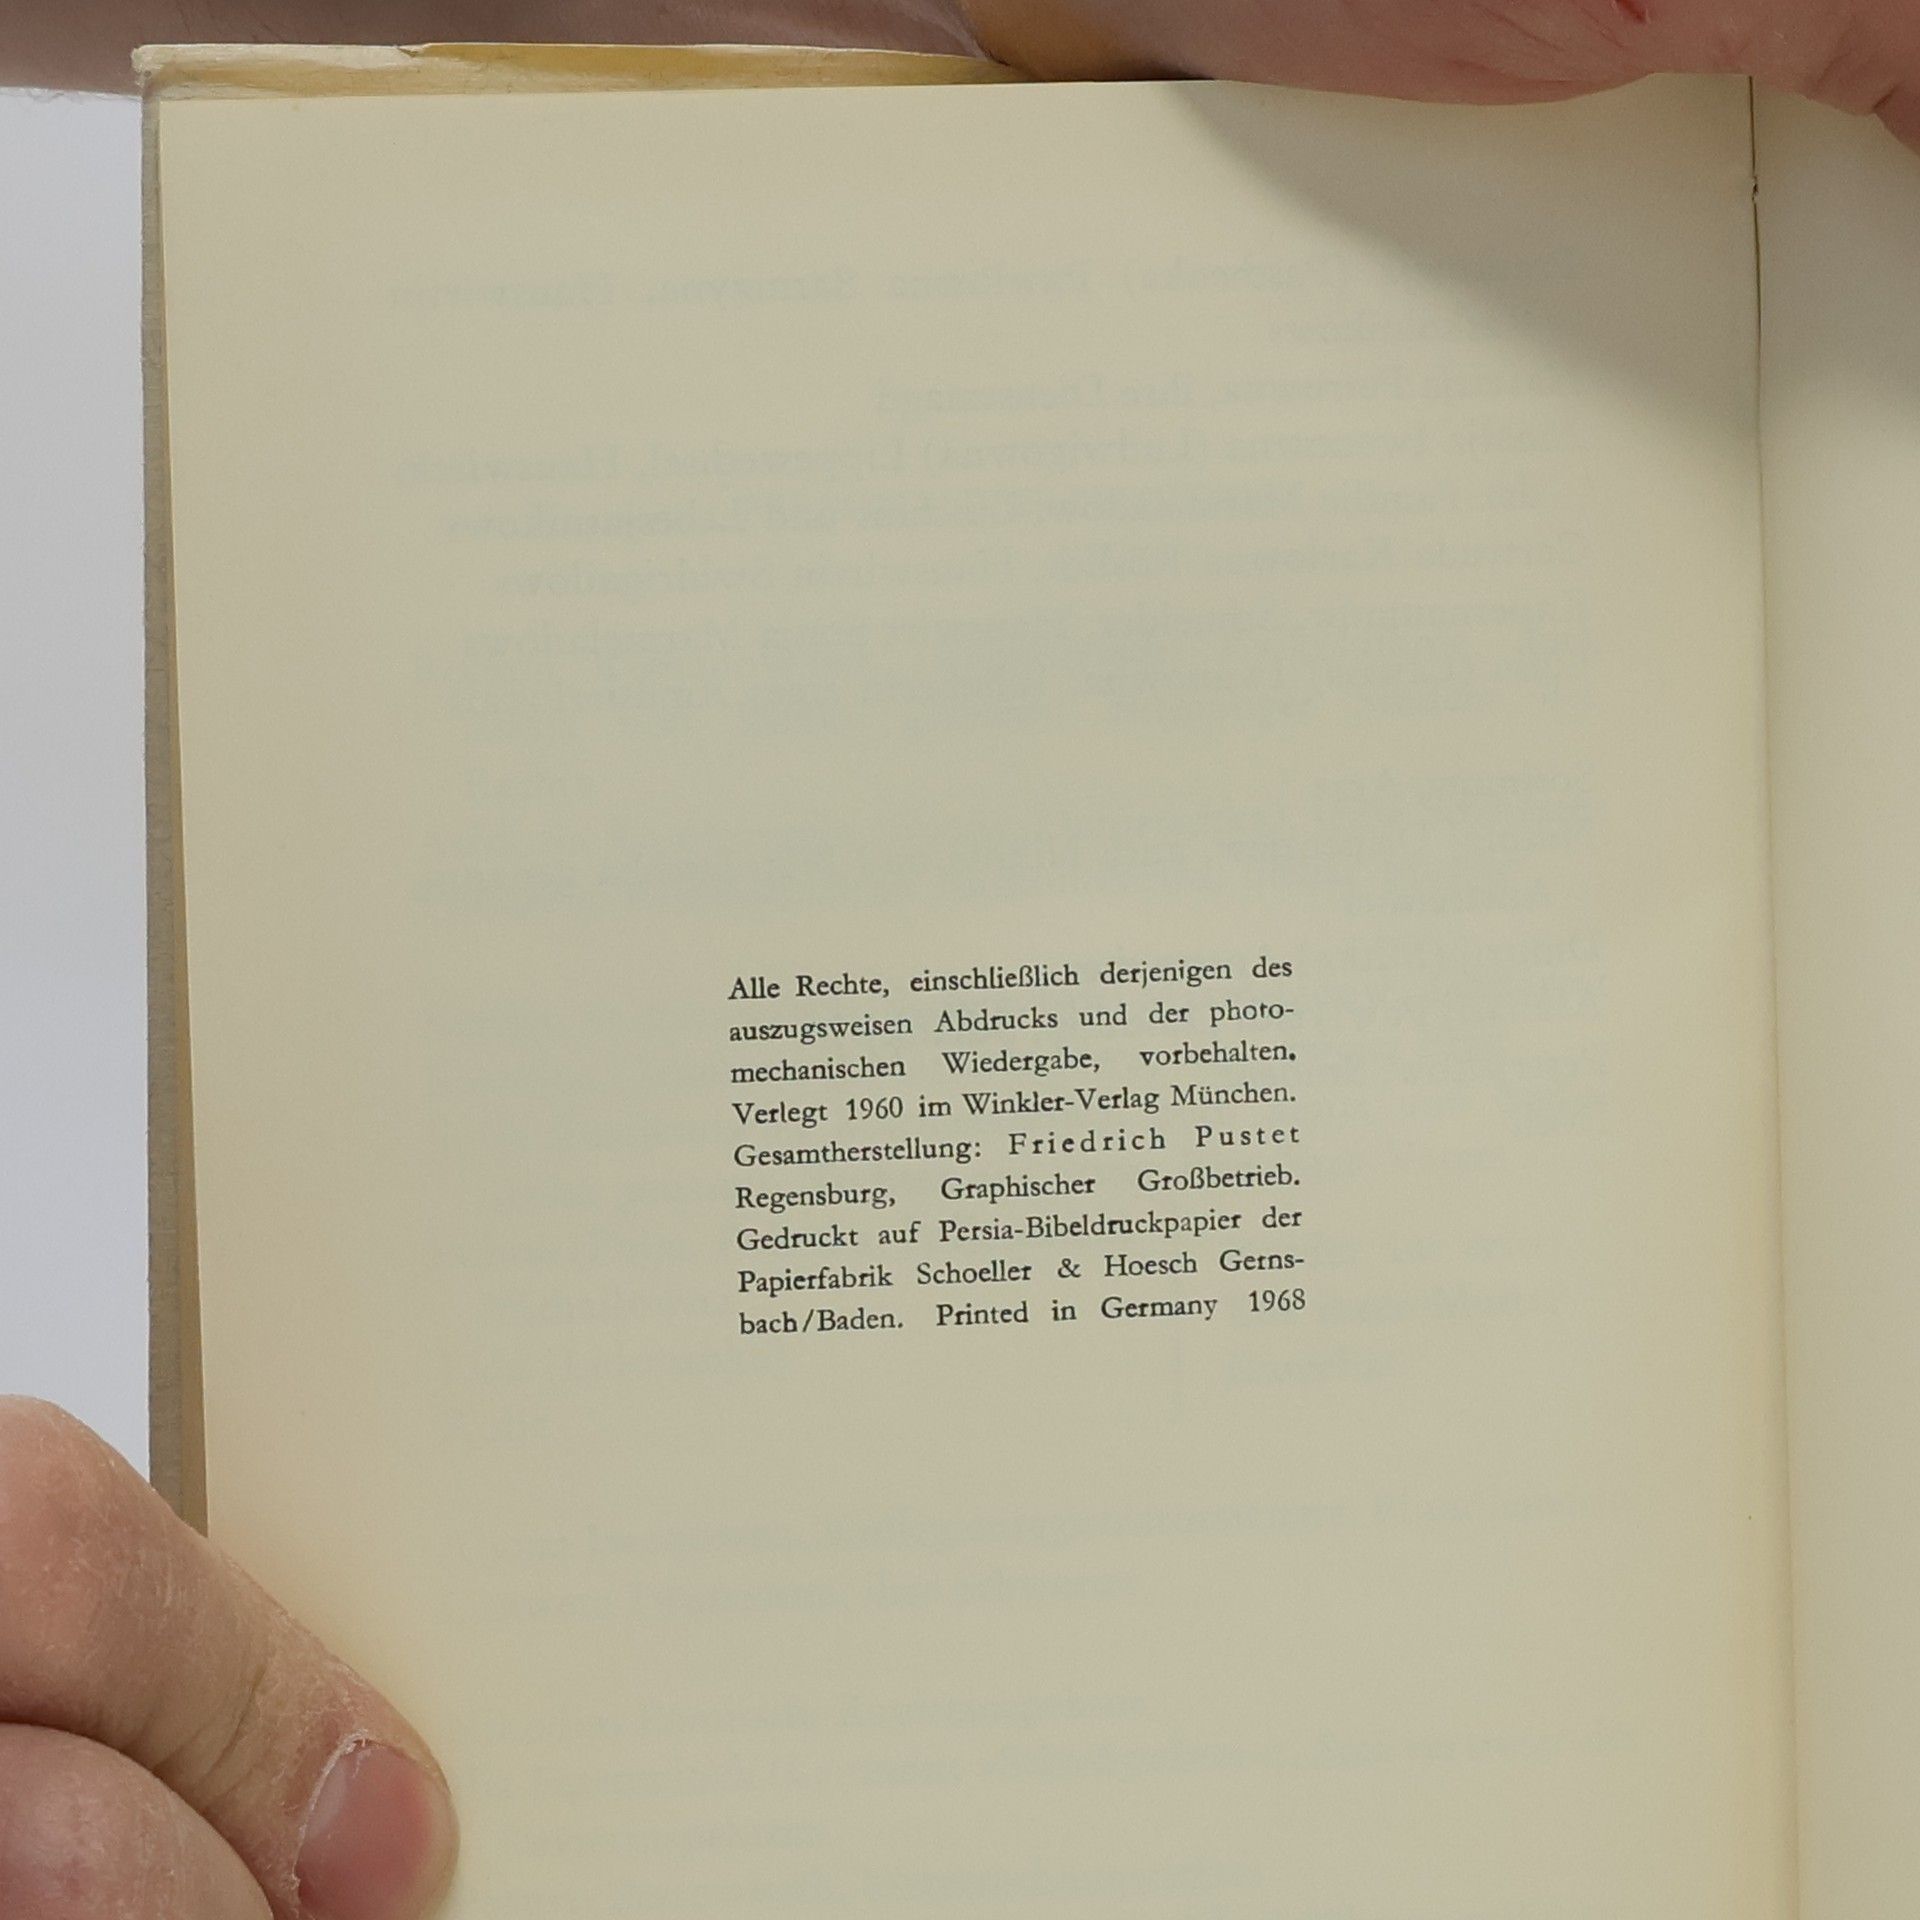 Alle Rechte, einschließlich derjenigen des
auszugsweisen Abdrucks und der photo-
mechanischen Wiedergabe, vorbehalten.
Verlegt 1960 im Winkler-Verlag München.
Gesamtherstellung: Friedrich Pustet
Regensburg, Graphischer Großbetrieb.
Gedruckt auf Persia-Bibeldruckpapier der
Papierfabrik Schoeller & Hoesch Gerns-
bach/Baden. Printed in Germany 1968